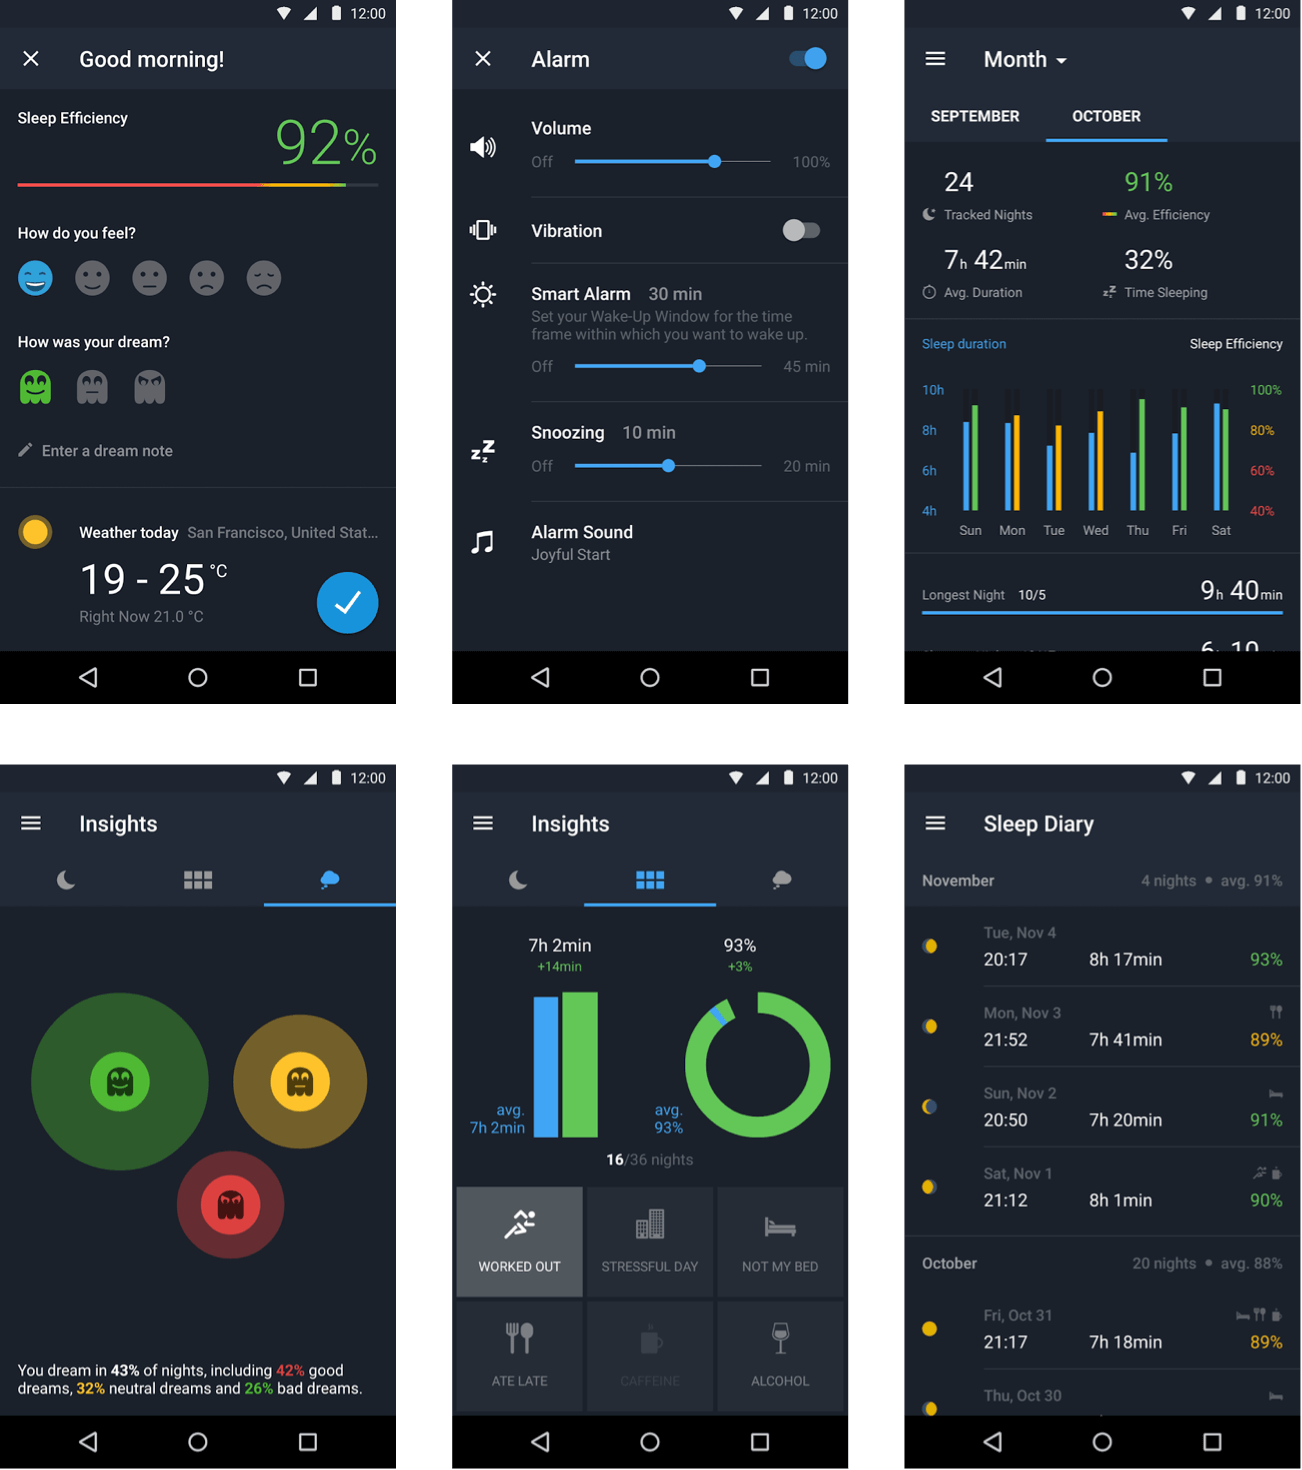 12:00
Good morning!
Sleep Efficiency
92%
How do you feel?
How was your dream?
Enter a dream note
Weather today San Francisco, United Stat...
19 - 25 °C
Right Now 21.0 °C
12:00
Alarm
Volume
Off 100%
Vibration
Smart Alarm 30 min
Set your Wake-Up Window for the time
frame within which you want to wake up.
Off 45 min
Snoozing 10 min
Off 20 min
Alarm Sound
Joyful Start
12:00
Month
SEPTEMBER OCTOBER
24 91%
Tracked Nights Avg. Efficiency
7h 42min 32%
Avg. Duration Time Sleeping
Sleep duration Sleep Efficiency
10h 100%
8h 80%
6h 60%
4h 40%
Sun Mon Tue Wed Thu Fri Sat
Longest Night 10/5 9h 40min
12:00
Insights
You dream in 43% of nights, including 42% good
dreams, 32% neutral dreams and 26% bad dreams.
12:00
Insights
7h 2min 93%
+14min +3%
avg. avg.
7h 2min 93%
16/36 nights
WORKED OUT STRESSFUL DAY NOT MY BED
ATE LATE CAFFEINE ALCOHOL
12:00
Sleep Diary
November 4 nights • avg. 91%
Tue, Nov 4
20:17 8h 17min 93%
Mon, Nov 3
21:52 7h 41min 89%
Sun, Nov 2
20:50 7h 20min 91%
Sat, Nov 1
21:12 8h 1min 90%
October 20 nights • avg. 88%
Fri, Oct 31
21:17 7h 18min 89%
Thu, Oct 30